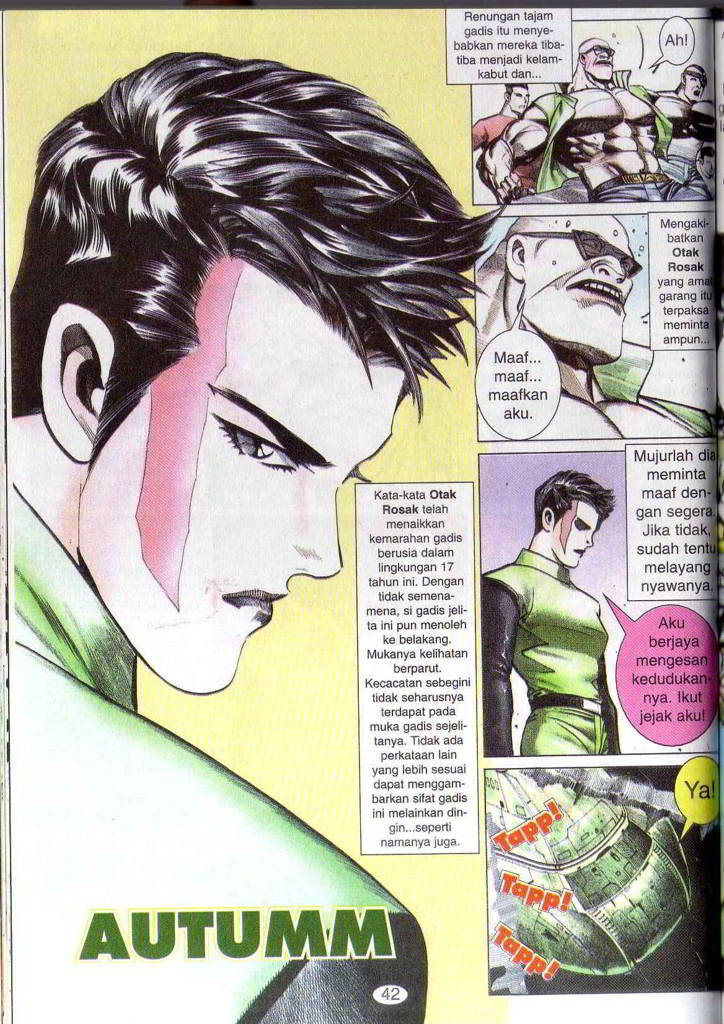 Renungan tajam
gadis itu menye-
babkan mereka tiba-
tiba menjadi kelam-
kabut dan...
Ah!
Mengaki-
batkan
Otak
Rosak
yang amat
garang itu
terpaksa
meminta
ampun...
Maaf...
maaf...
maafkan
aku.
Kata-kata Otak
Rosak telah
menaikkan
kemarahan gadis
berusia dalam
lingkungan 17
tahun ini. Dengan
tidak semena-
mena, si gadis jeli-
ta ini pun menoleh
ke belakang.
Mukanya kelihatan
berparut.
Kecacatan sebegini
tidak seharusnya
terdapat pada
muka gadis sejeli-
tanya. Tidak ada
perkataan lain
yang lebih sesuai
dapat menggam-
barkan sifat gadis
ini melainkan din-
gin...seperti
namanya juga.
Mujurlah dia
meminta
maaf den-
gan segera.
Jika tidak,
sudah tentu
melayang
nyawanya.
Aku
berjaya
mengesan
kedudukan-
nya. Ikut
jejak aku!
Ya!
Tapp!
Tapp!
Tapp!
AUTUMM
42